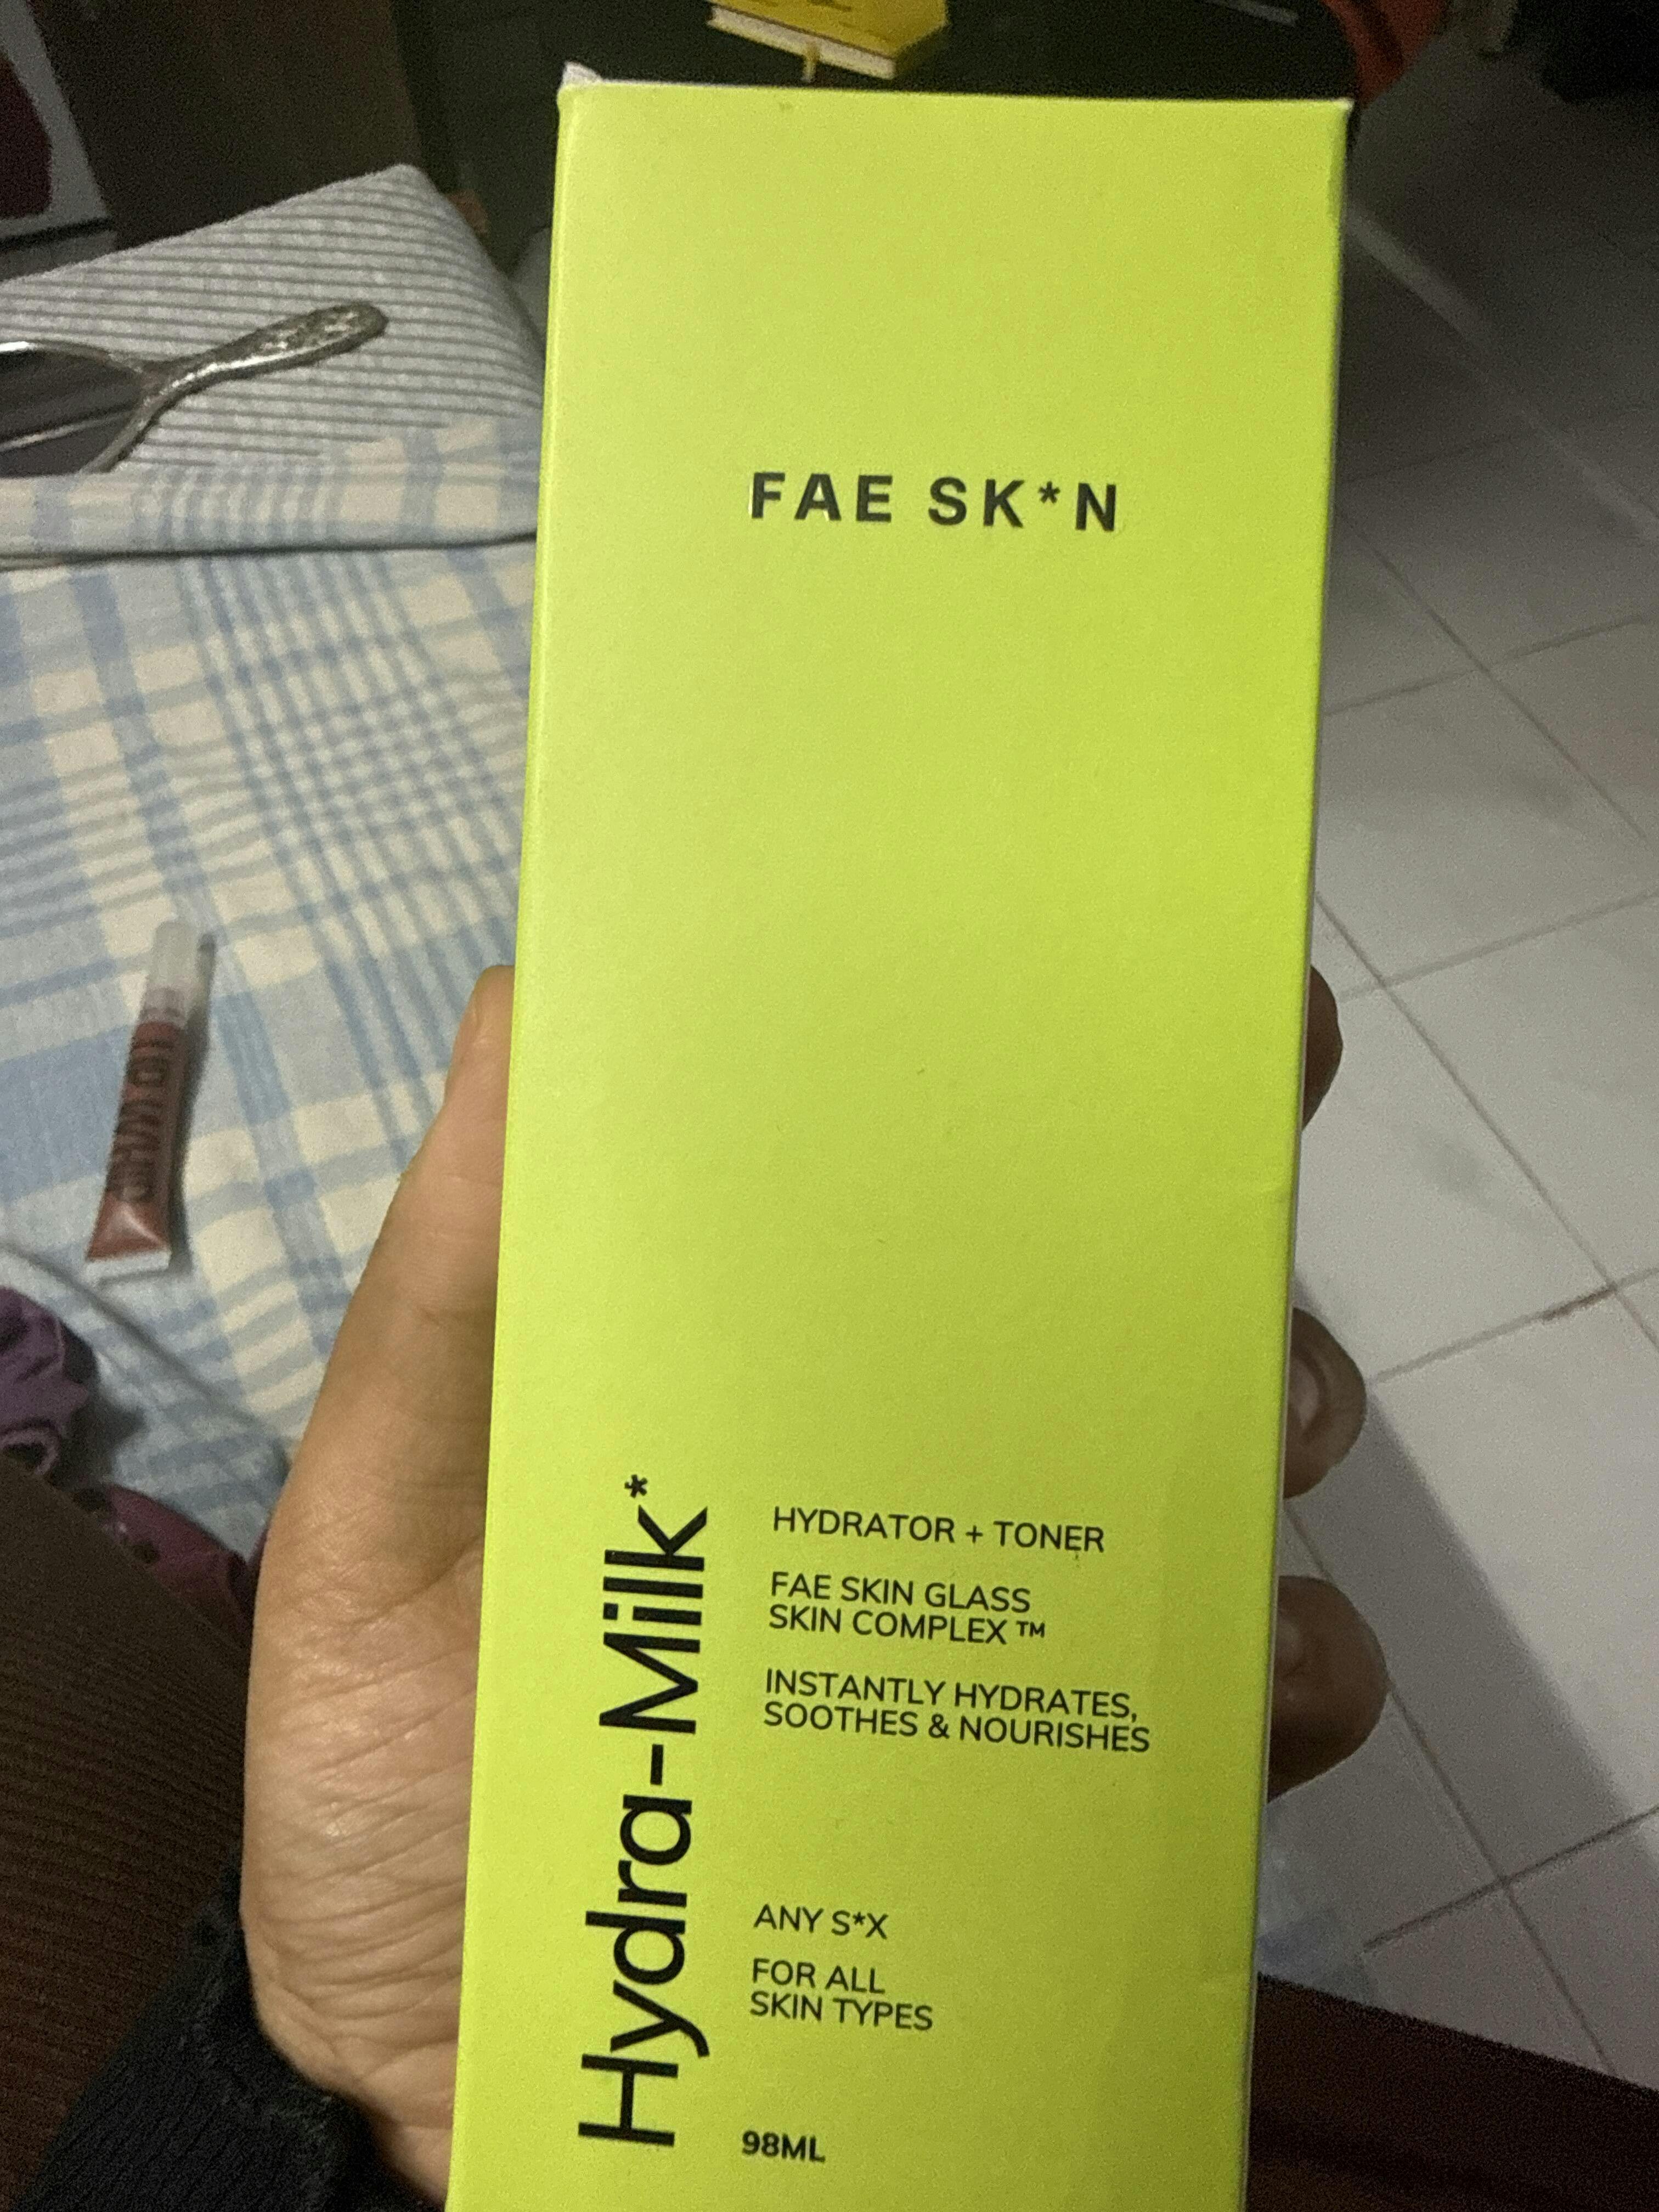 FAE SK*N
Hydra-Milk*
HYDRATOR + TONER
FAE SKIN GLASS
SKIN COMPLEX ™
INSTANTLY HYDRATES,
SOOTHES & NOURISHES
ANY S*X
FOR ALL
SKIN TYPES
98ML